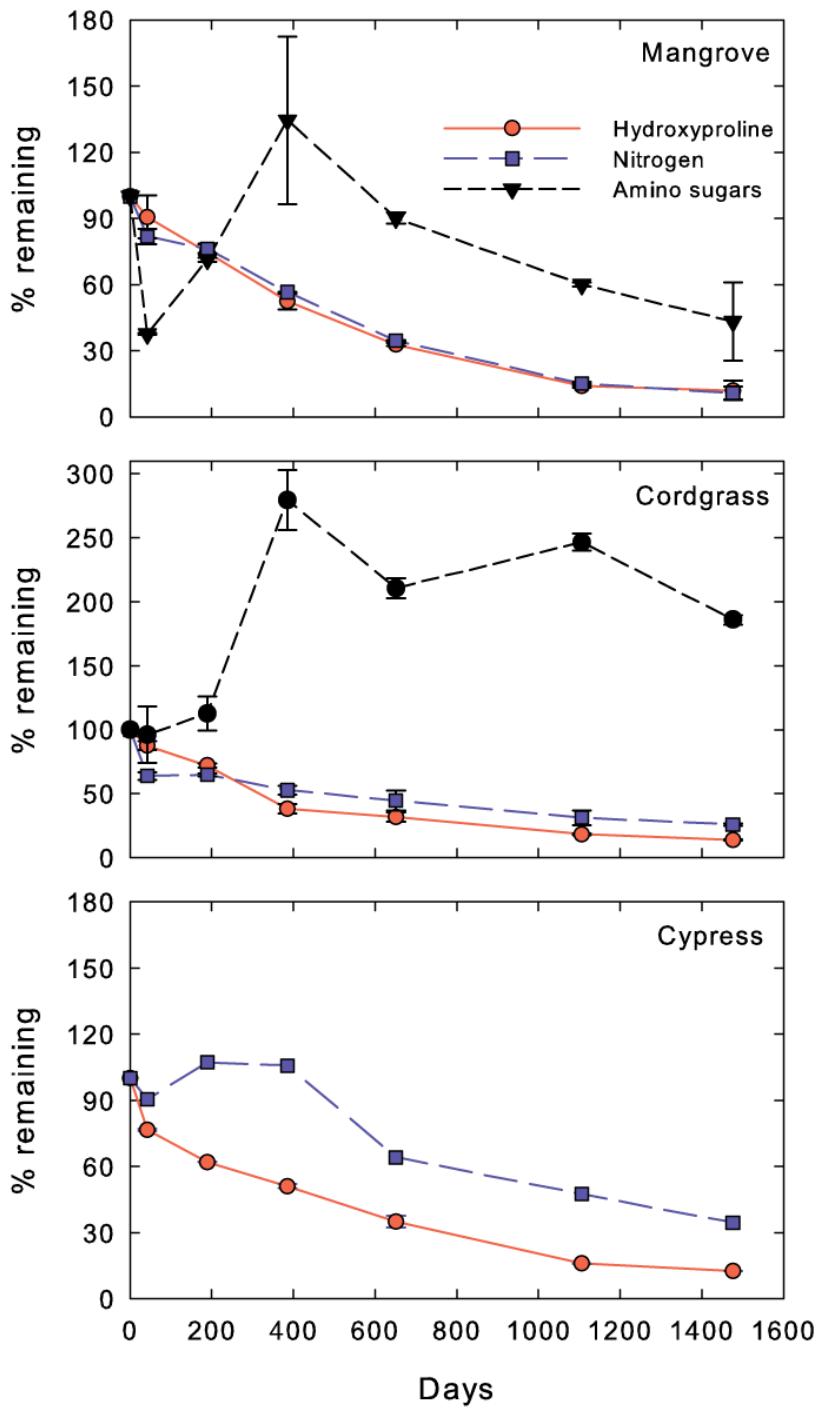 180
150
120
90
60
30
0
% remaining
Mangrove
Hydroxyproline
Nitrogen
Amino sugars
300
250
200
150
100
50
0
% remaining
Cordgrass
180
150
120
90
60
30
0
% remaining
Cypress
0 200 400 600 800 1000 1200 1400 1600
Days